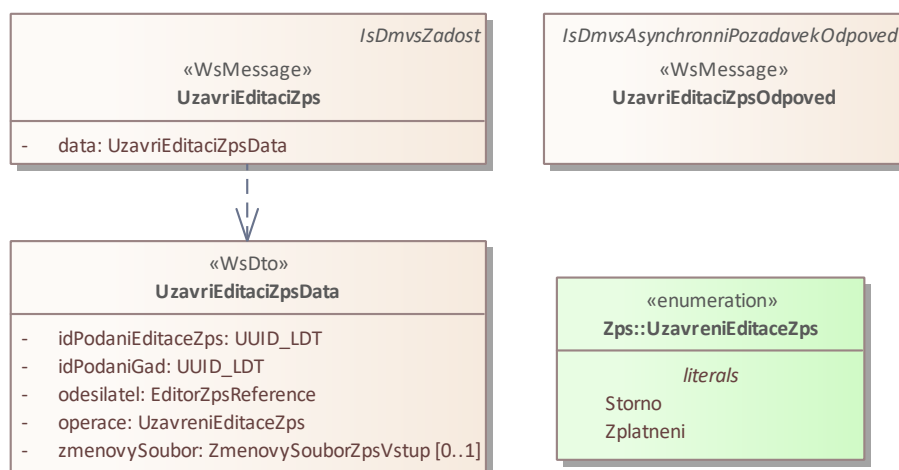 IsDmvsZadost
«WsMessage»
UzavriEditaciZps
- data: UzavriEditaciZpsData
IsDmvsAsynchronniPozadavekOdpoved
«WsMessage»
UzavriEditaciZpsOdpoved
«WsDto»
UzavriEditaciZpsData
- idPodaniEditaceZps: UUID_LDT
- idPodaniGad: UUID_LDT
- odesilatel: EditorZpsReference
- operace: UzavreniEditaceZps
- zmenovySoubor: ZmenovySouborZpsVstup [0..1]
«enumeration»
Zps::UzavreniEditaceZps
literals
Storno
Zplatneni